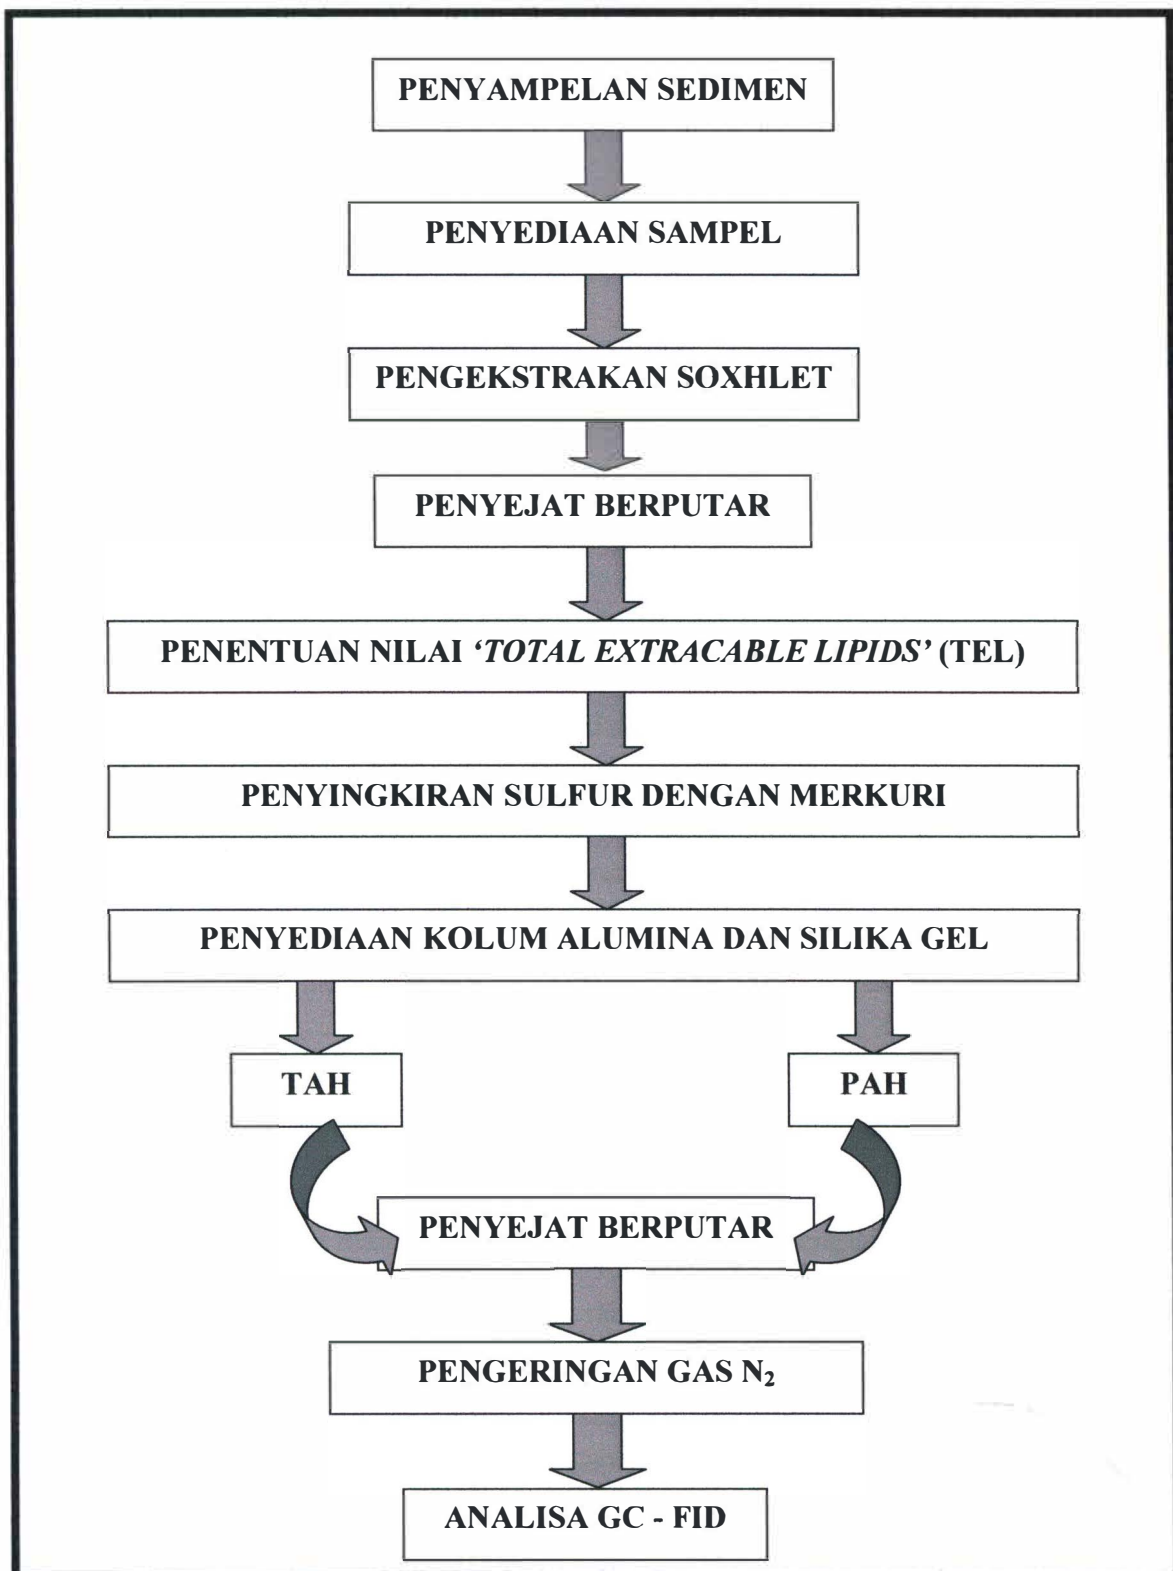 PENYAMPELAN SEDIMEN
PENYEDIAAN SAMPEL
PENGEKSTRAKAN SOXHLET
PENYEJAT BERPUTAR
PENENTUAN NILAI ‘TOTAL EXTRACABLE LIPIDS’ (TEL)
PENYINGKIRAN SULFUR DENGAN MERKURI
PENYEDIAAN KOLUM ALUMINA DAN SILIKA GEL
TAH
PAH
PENYEJAT BERPUTAR
PENGERINGAN GAS N₂
ANALISA GC - FID